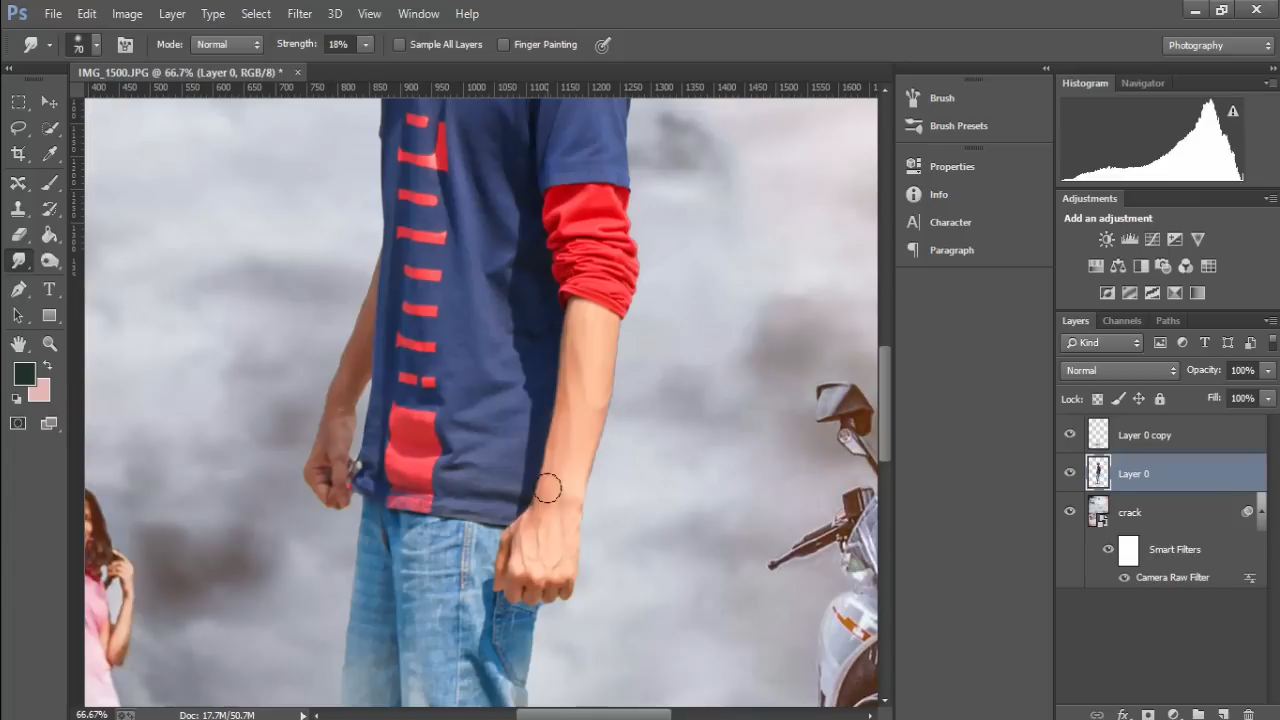 Ps File Edit Image Layer Type Select Filter 3D View Window Help
70 Mode: Normal Strength: 18% Sample All Layers Finger Painting Photography
IMG_1500.JPG @ 66.7% (Layer 0, RGB/8) * ×
400 450 500 550 600 650 700 750 800 850 900 950 1000 1050 1100 1150 1200 1250 1300 1350 1400 1450 1500 1550 1600
Histogram Navigator
Brush
Brush Presets
Properties
Info
Character
Paragraph
Adjustments
Add an adjustment
Layers Channels Paths
Kind
Normal Opacity: 100%
Lock: Fill: 100%
Layer 0 copy
Layer 0
crack
Smart Filters
Camera Raw Filter
fx
66.67% Doc: 17.7M/50.7M